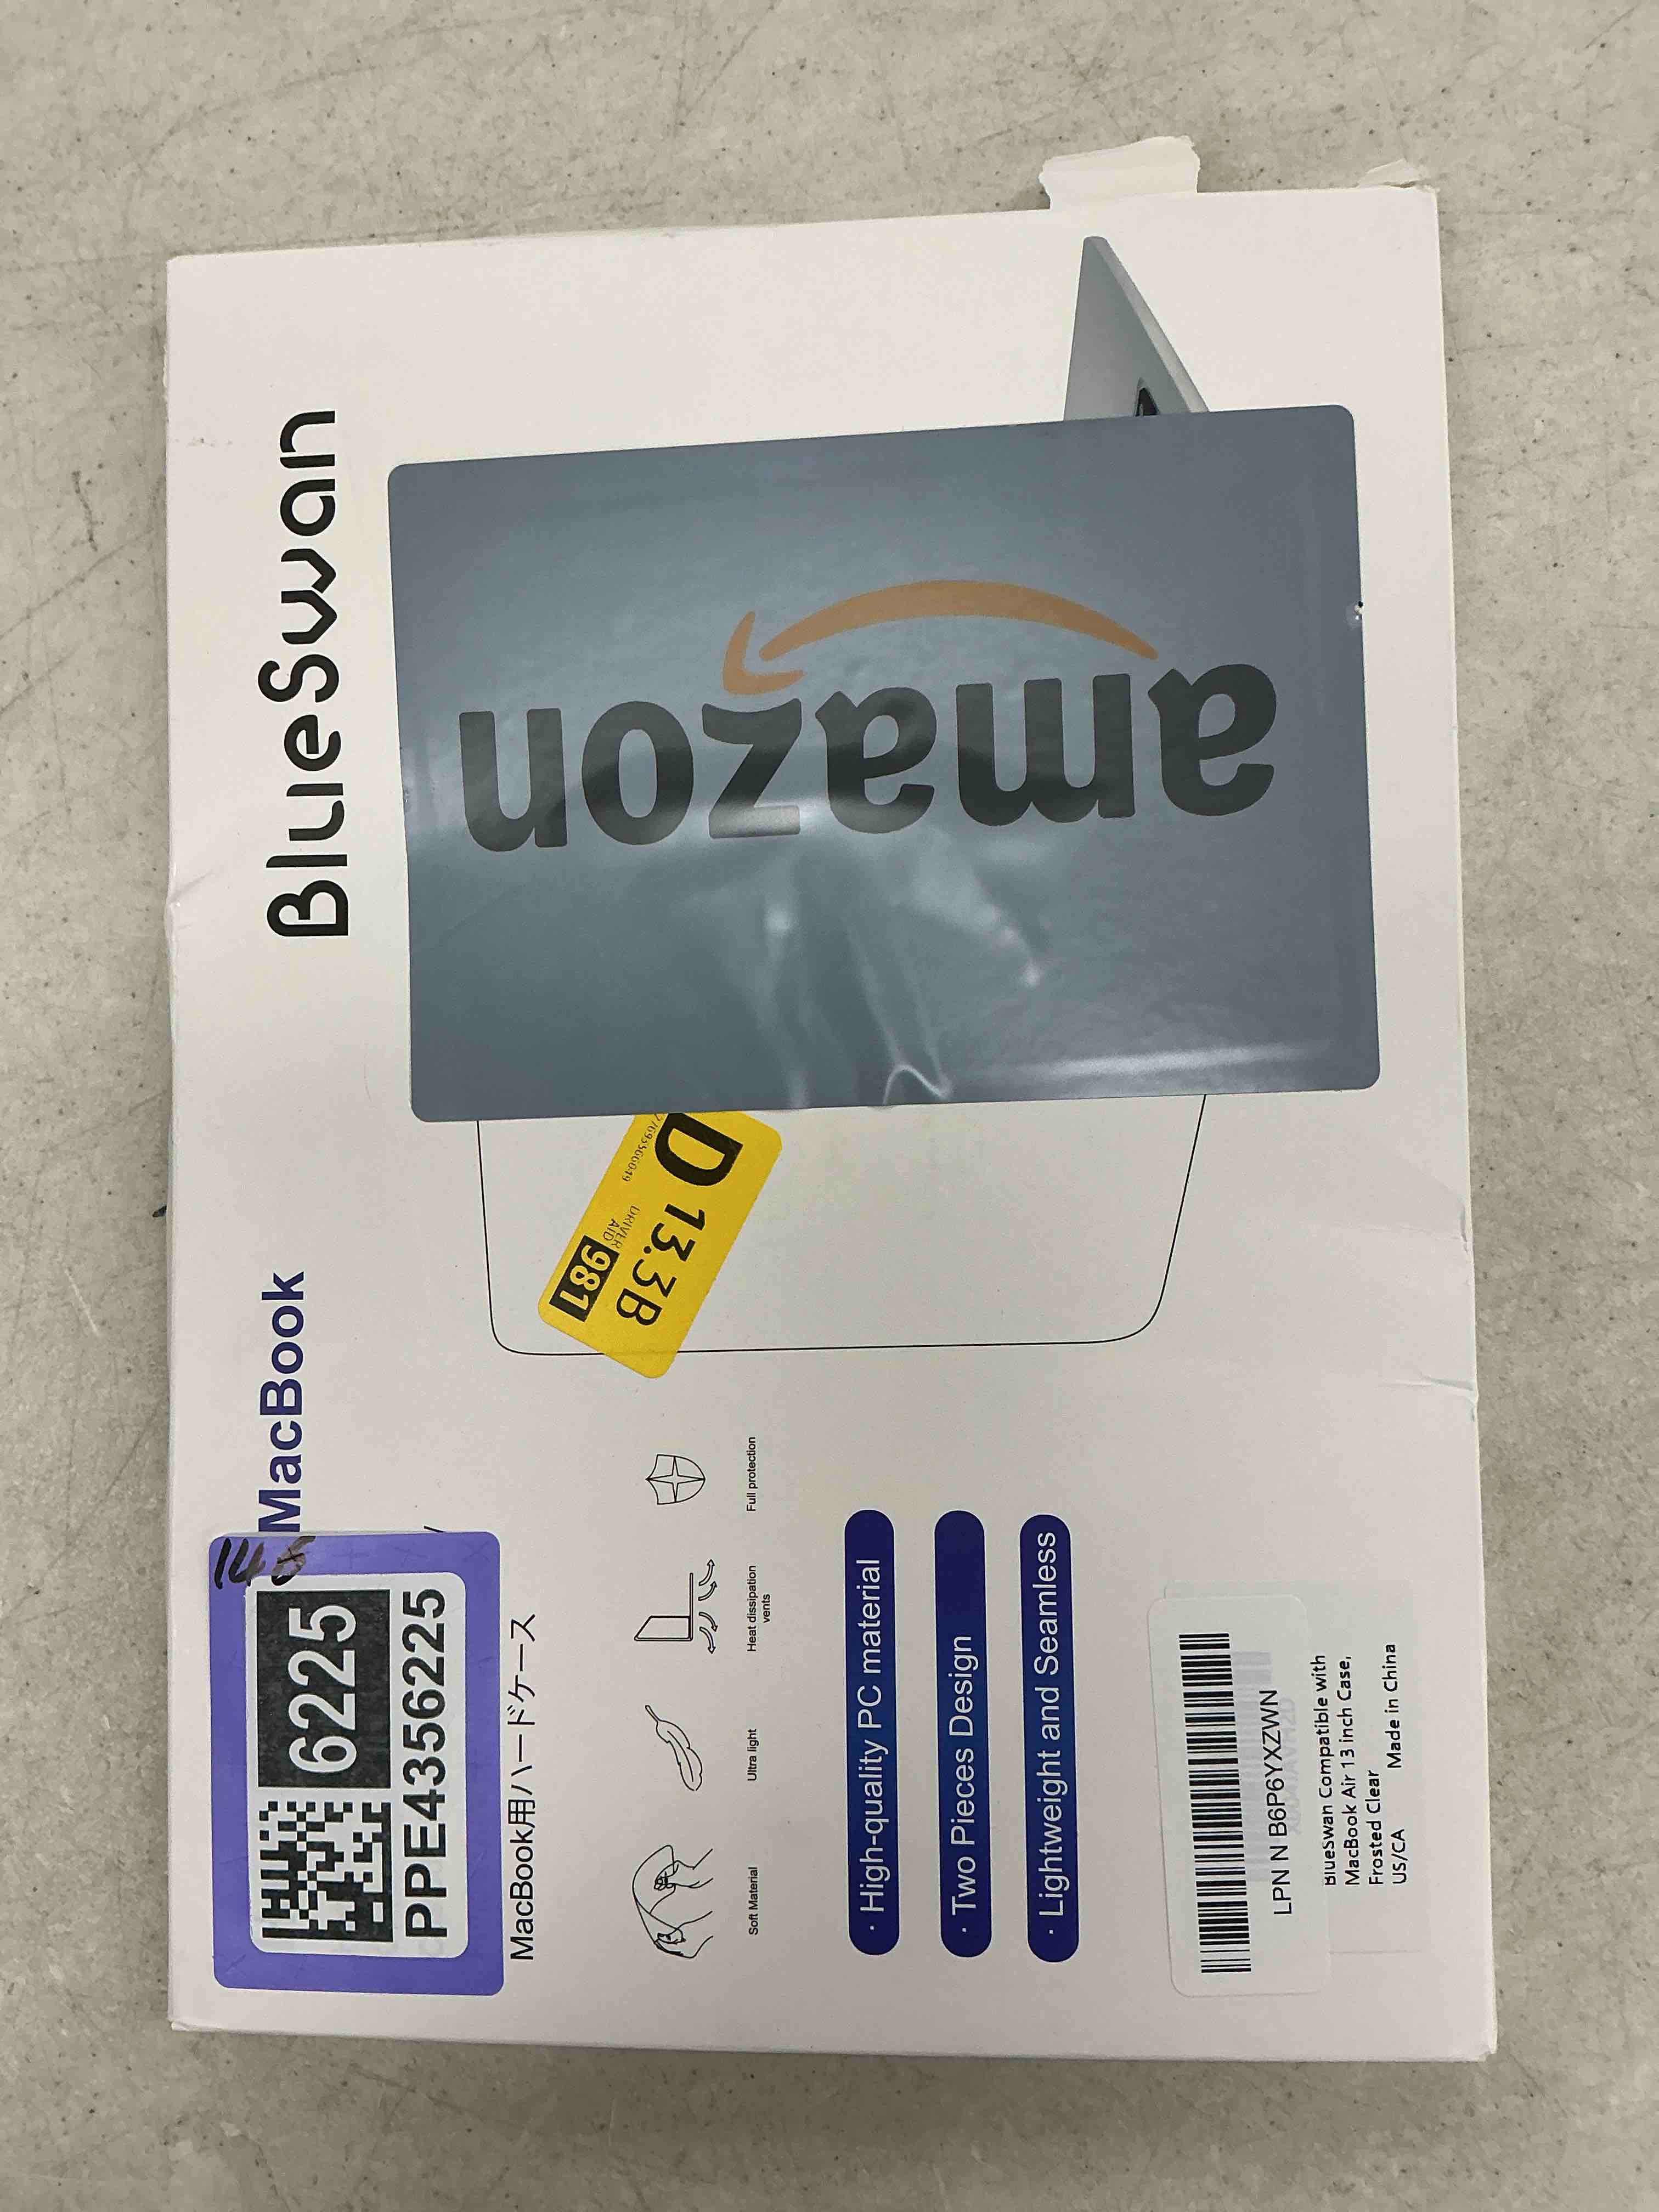 BlueSwan
MacBook
146
6225
PPE4356225
MacBook用ハードケース
Soft Material
Ultra light
Heat dissipation
vents
Full protection
· High-quality PC material
· Two Pieces Design
· Lightweight and Seamless
amazon
D 13.3B
DRIVER
AID
981
LPN N B6P6YXZWN
BlueSwan Compatible with
MacBook Air 13 inch Case,
Frosted Clear
US/CA Made in China